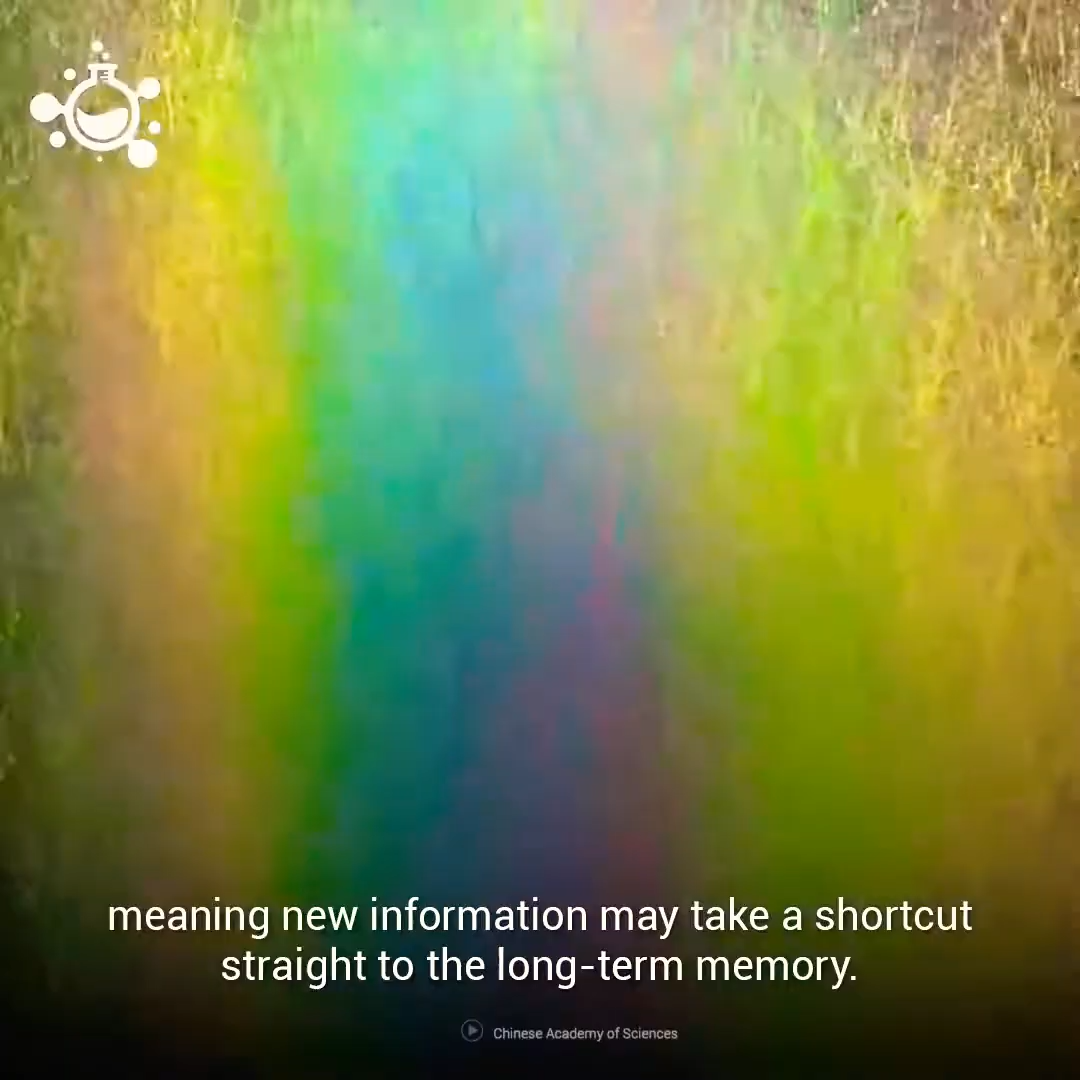 meaning new information may take a shortcut
straight to the long-term memory.
Chinese Academy of Sciences